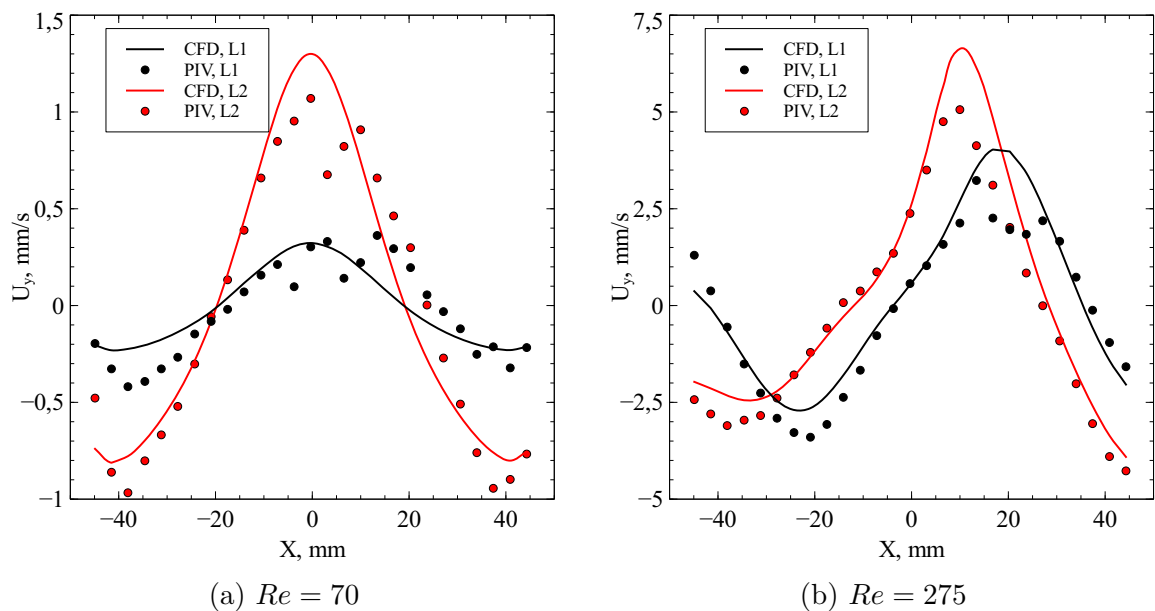 1,5
1
0,5
0
−0,5
−1
U_y, mm/s
CFD, L1
PIV, L1
CFD, L2
PIV, L2
−40 −20 0 20 40
X, mm
(a) Re = 70
7,5
5
2,5
0
−2,5
−5
U_y, mm/s
CFD, L1
PIV, L1
CFD, L2
PIV, L2
−40 −20 0 20 40
X, mm
(b) Re = 275